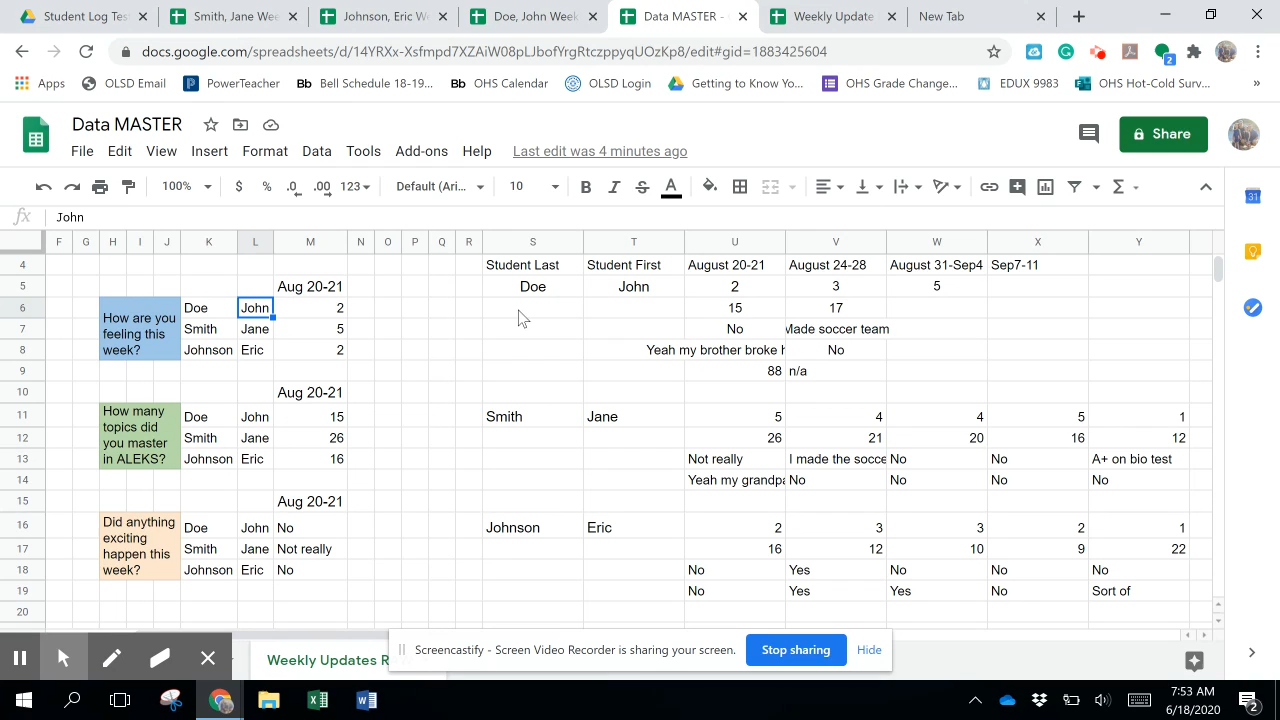 Student Log Test
Smith, Jane Wee
Johnson, Eric W
Doe, John Week
Data MASTER -
Weekly Update
New Tab
docs.google.com/spreadsheets/d/14YRXx-Xsfmpd7XZAiW08pLJbofYrgRtczppyqUOzKp8/edit#gid=1883425604
Apps OLSD Email PowerTeacher Bell Schedule 18-19... OHS Calendar OLSD Login Getting to Know Yo... OHS Grade Change... EDUX 9983 OHS Hot-Cold Surv... »
Data MASTER
File Edit View Insert Format Data Tools Add-ons Help Last edit was 4 minutes ago
Share
100% $ % .0 .00 123 Default (Ari... 10 B I S A
fx John
F G H I J K L M N O P Q R S T U V W X Y
4 Student Last Student First August 20-21 August 24-28 August 31-Sep4 Sep7-11
5 Aug 20-21 Doe John 2 3 5
6 Doe John 2 15 17
How are you feeling this week?
7 Smith Jane 5 No Made soccer team
8 Johnson Eric 2 Yeah my brother broke h No
9 88 n/a
10 Aug 20-21
11 Doe John 15 Smith Jane 5 4 4 5 1
How many topics did you master in ALEKS?
12 Smith Jane 26 26 21 20 16 12
13 Johnson Eric 16 Not really I made the socce No No A+ on bio test
14 Yeah my grandpa No No No No
15 Aug 20-21
16 Doe John No Johnson Eric 2 3 3 2 1
Did anything exciting happen this week?
17 Smith Jane Not really 16 12 10 9 22
18 Johnson Eric No No Yes No No No
19 No Yes Yes No Sort of
20
Weekly Updates R
Screencastify - Screen Video Recorder is sharing your screen. Stop sharing Hide
7:53 AM
6/18/2020
2